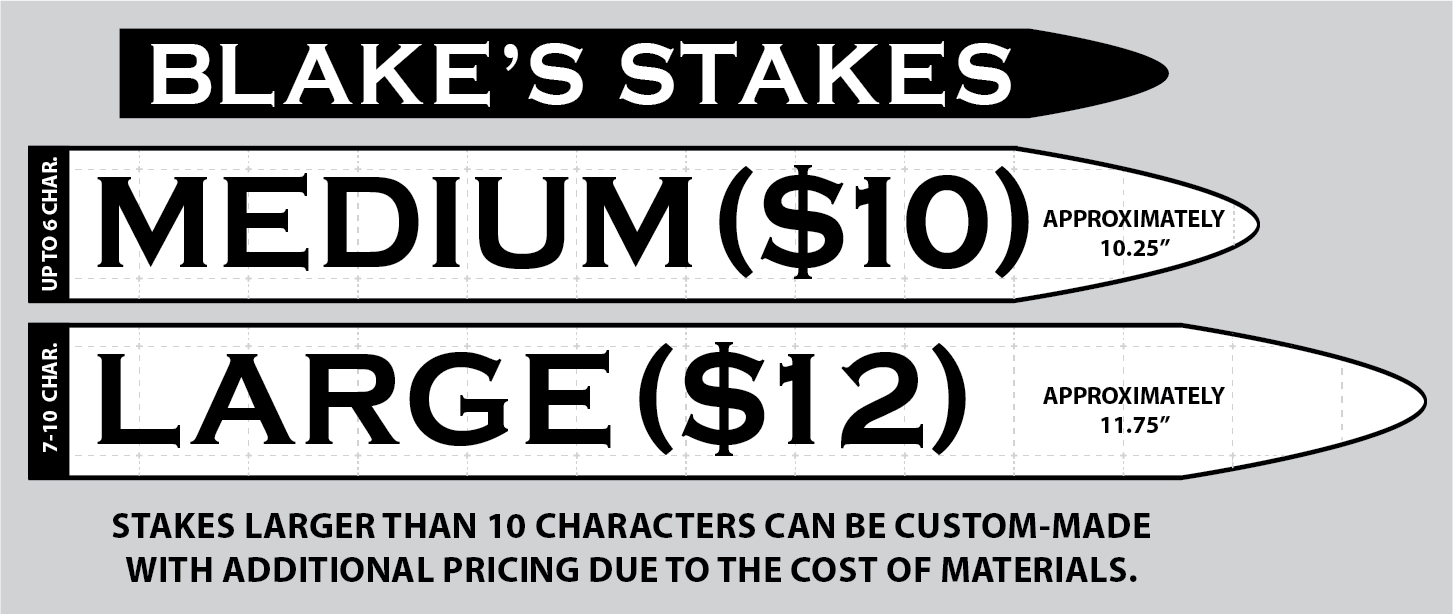 BLAKE’S STAKES
UP TO 6 CHAR.
MEDIUM ($10)
APPROXIMATELY
10.25”
7-10 CHAR.
LARGE ($12)
APPROXIMATELY
11.75”
STAKES LARGER THAN 10 CHARACTERS CAN BE CUSTOM-MADE
WITH ADDITIONAL PRICING DUE TO THE COST OF MATERIALS.